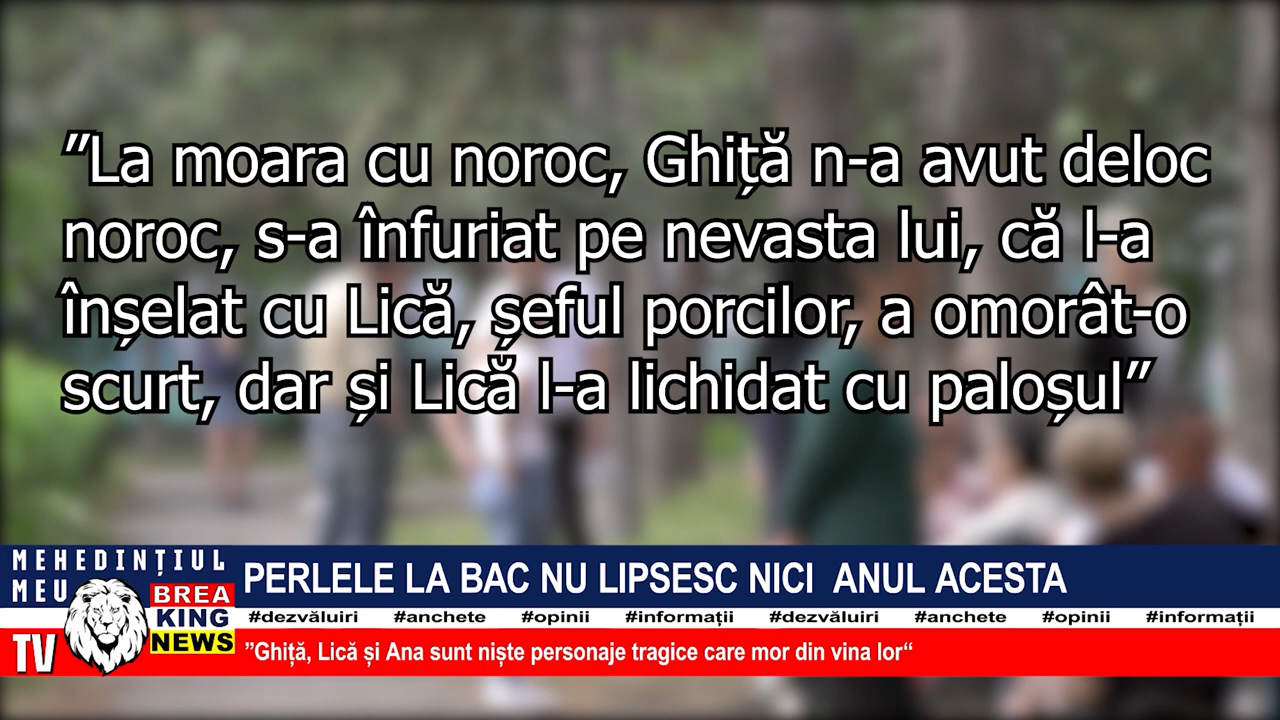 ”La moara cu noroc, Ghiță n-a avut deloc
noroc, s-a înfuriat pe nevasta lui, că l-a
înșelat cu Lică, șeful porcilor, a omorât-o
scurt, dar și Lică l-a lichidat cu paloșul”
MEHEDINȚIUL
MEU
TV
BREA
KING
NEWS
PERLELE LA BAC NU LIPSESC NICI ANUL ACESTA
#dezvăluiri #anchete #opinii #informații #dezvăluiri #anchete #opinii #informații
”Ghiță, Lică și Ana sunt niște personaje tragice care mor din vina lor“